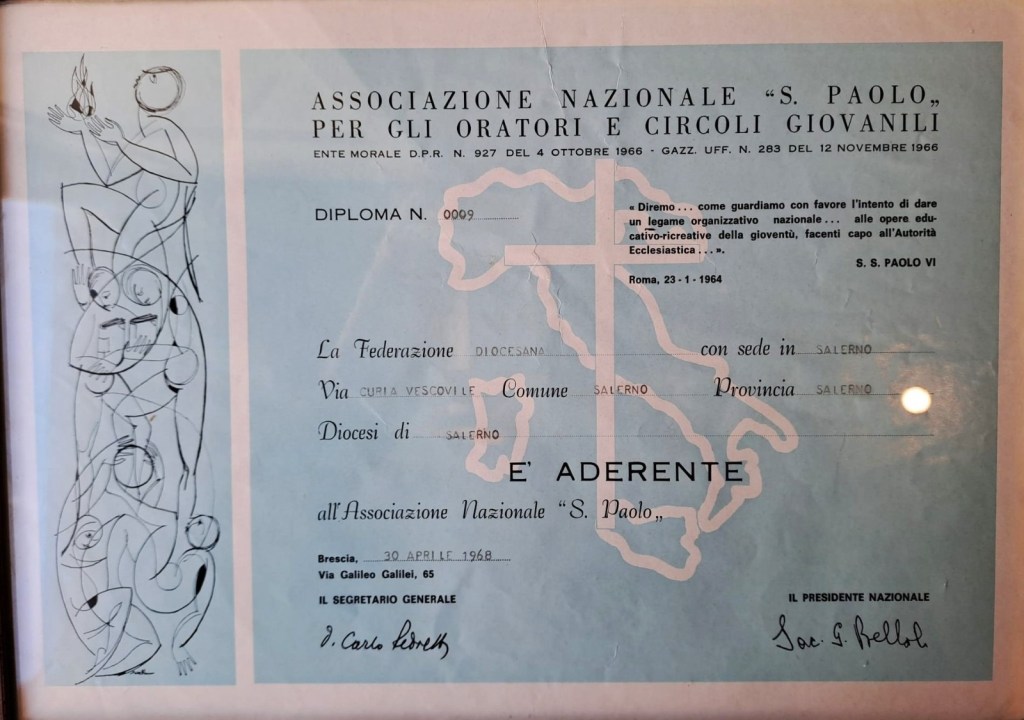 ASSOCIAZIONE NAZIONALE “S. PAOLO„
PER GLI ORATORI E CIRCOLI GIOVANILI
ENTE MORALE D.P.R. N. 927 DEL 4 OTTOBRE 1966 - GAZZ. UFF. N. 283 DEL 12 NOVEMBRE 1966
DIPLOMA N. 0009
« Diremo . . . come guardiamo con favore l'intento di dare
un legame organizzativo nazionale . . . alle opere edu-
cativo-ricreative della gioventù, facenti capo all'Autorità
Ecclesiastica . . . ».
S. S. PAOLO VI
Roma, 23 - 1 - 1964
La Federazione DIOCESANA con sede in SALERNO
Via CURIA VESCOVILE Comune SALERNO Provincia SALERNO
Diocesi di SALERNO
E' ADERENTE
all'Associazione Nazionale “S. Paolo„
Brescia, 30 APRILE 1968
Via Galileo Galilei, 65
IL SEGRETARIO GENERALE
IL PRESIDENTE NAZIONALE
D. Carlo
Sac. G.